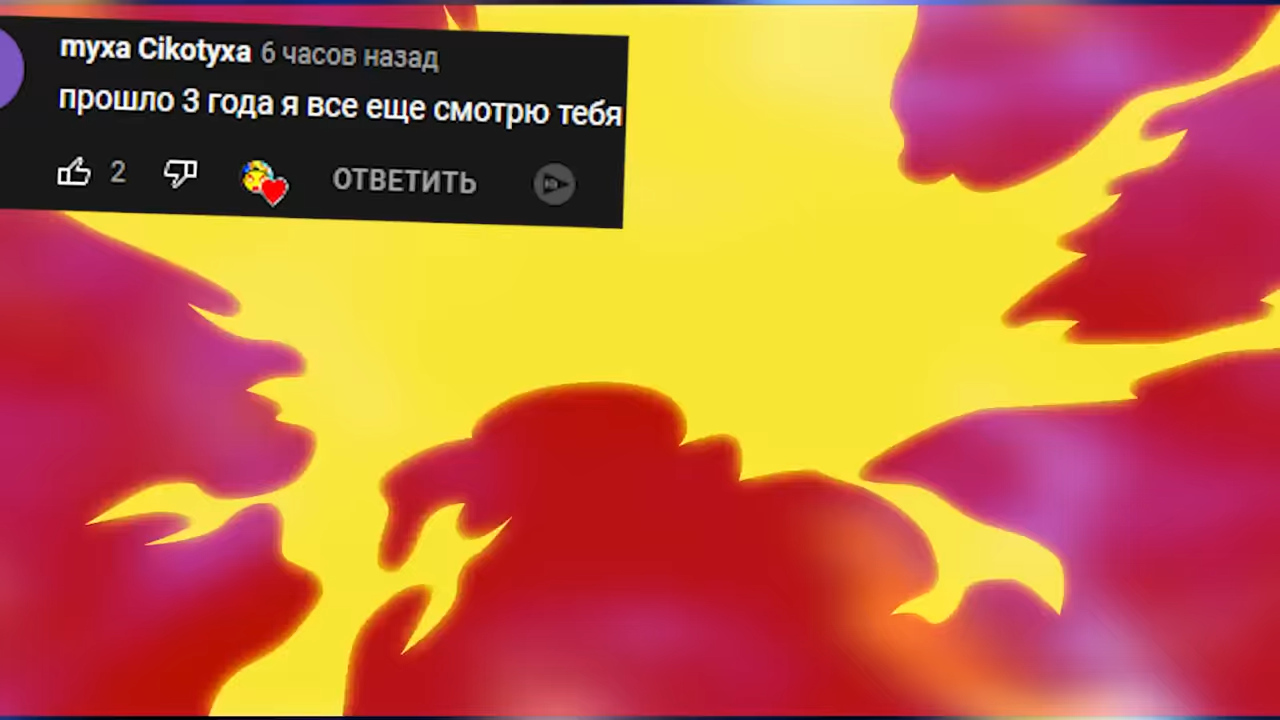 myxa Cikotyxa 6 часов назад
прошло 3 года я все еще смотрю тебя
2 ОТВЕТИТЬ